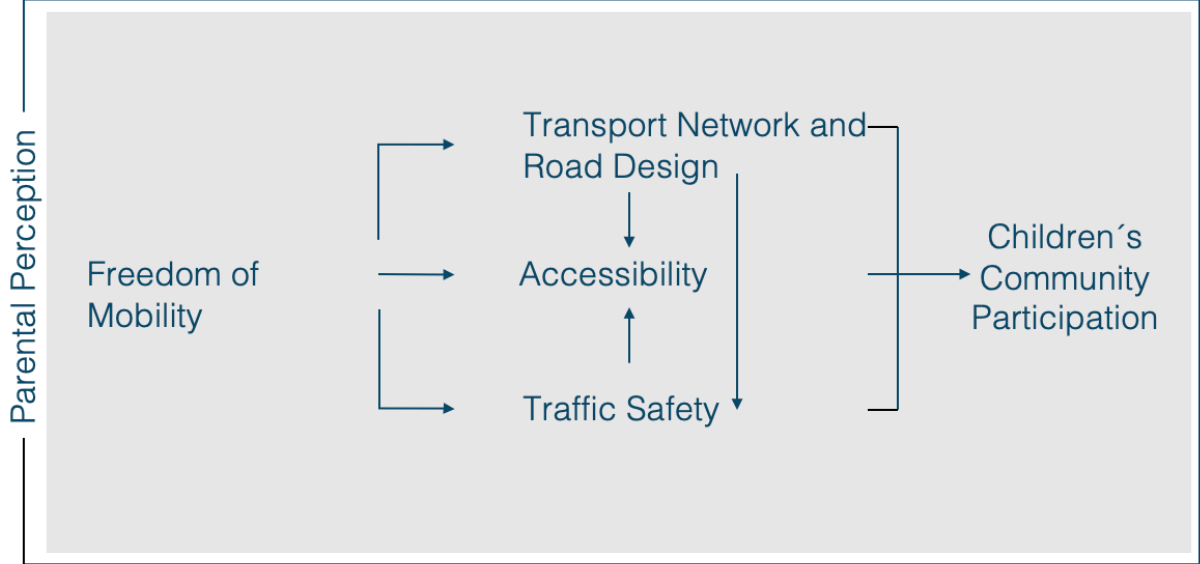 Parental Perception
Freedom of
Mobility
Transport Network and
Road Design
Accessibility
Traffic Safety
Children´s
Community
Participation